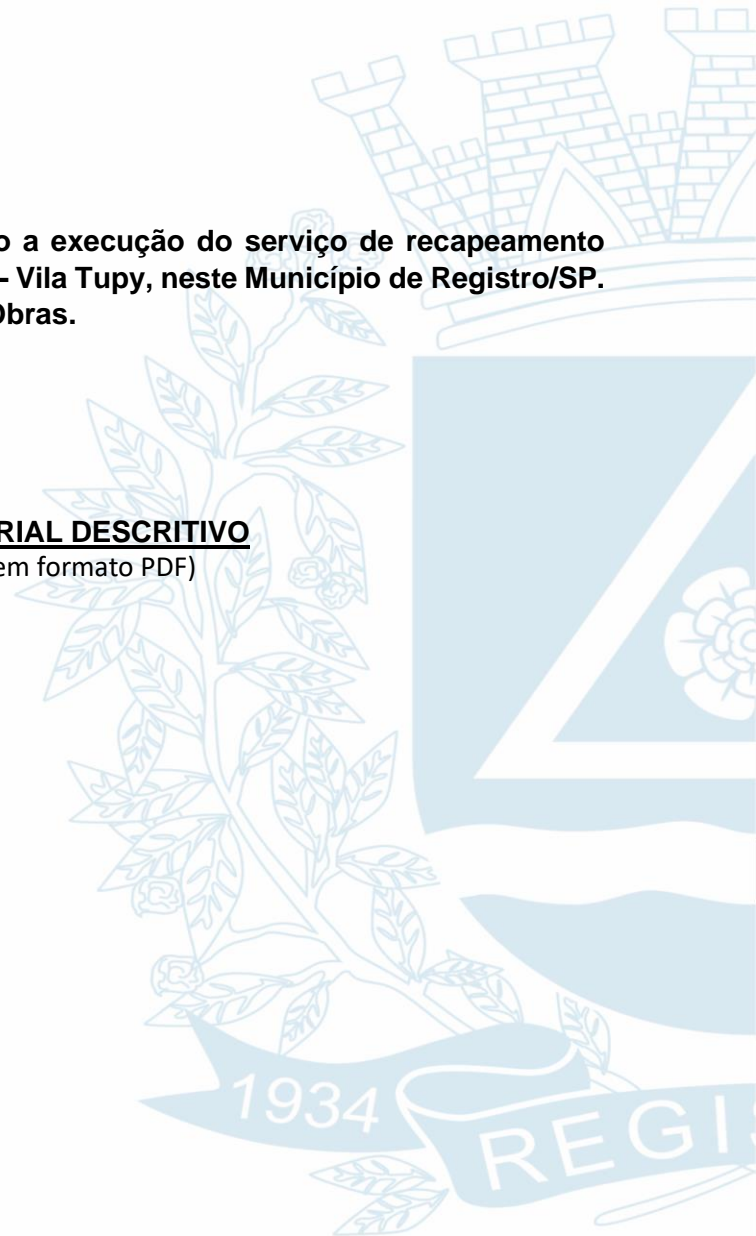 o a execução do serviço de recapeamento
- Vila Tupy, neste Município de Registro/SP.
Obras.
RIAL DESCRITIVO
em formato PDF)
1934
REGIS